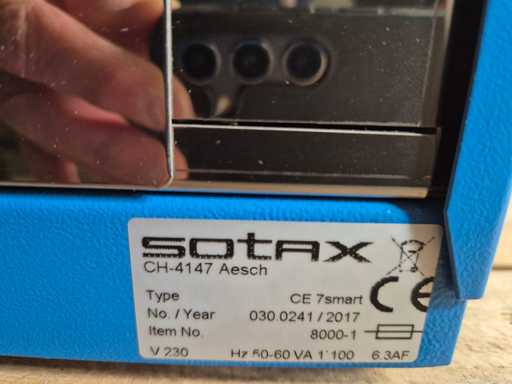 sotax
CH-4147 Aesch
Type CE 7smart
No. / Year 030.0241 / 2017
Item No. 8000-1
V 230 Hz 50-60 VA 1'100 6.3AF
CE